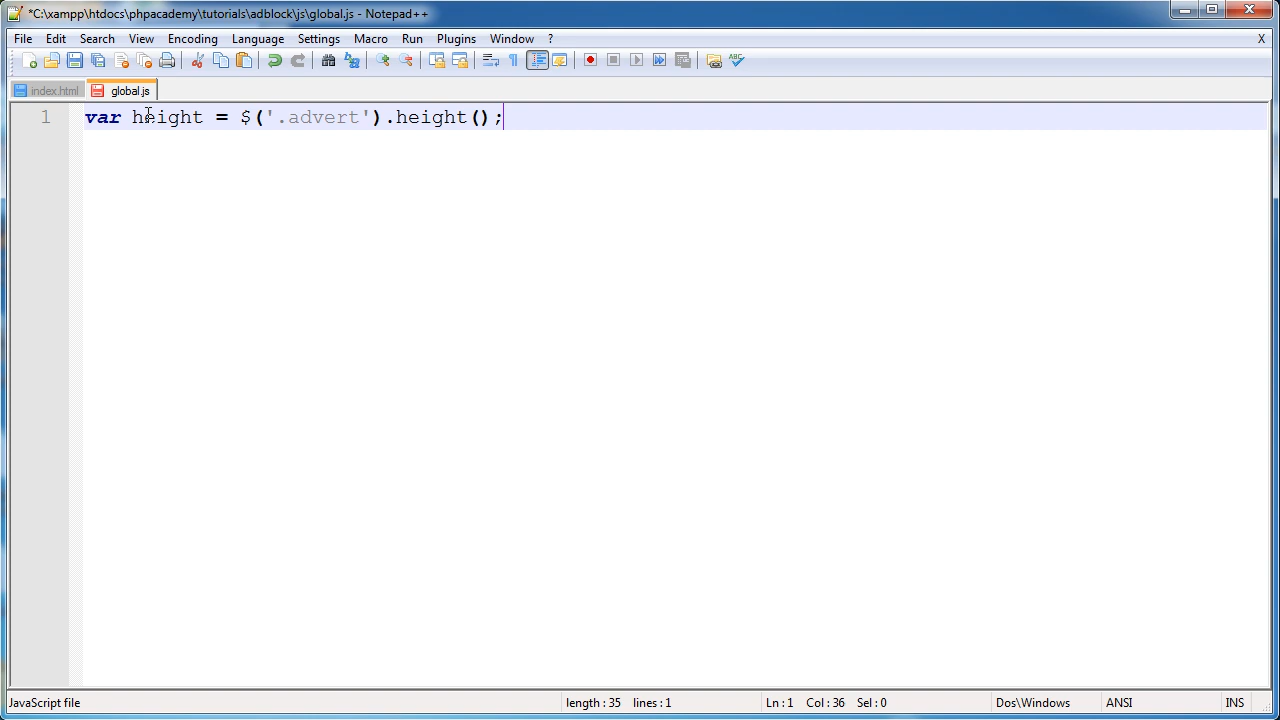 *C:\xampp\htdocs\phpacademy\tutorials\adblock\js\global.js - Notepad++
File Edit Search View Encoding Language Settings Macro Run Plugins Window ? X
index.html global.js
1 var height = $('.advert').height();
JavaScript file length : 35 lines : 1 Ln : 1 Col : 36 Sel : 0 Dos\Windows ANSI INS